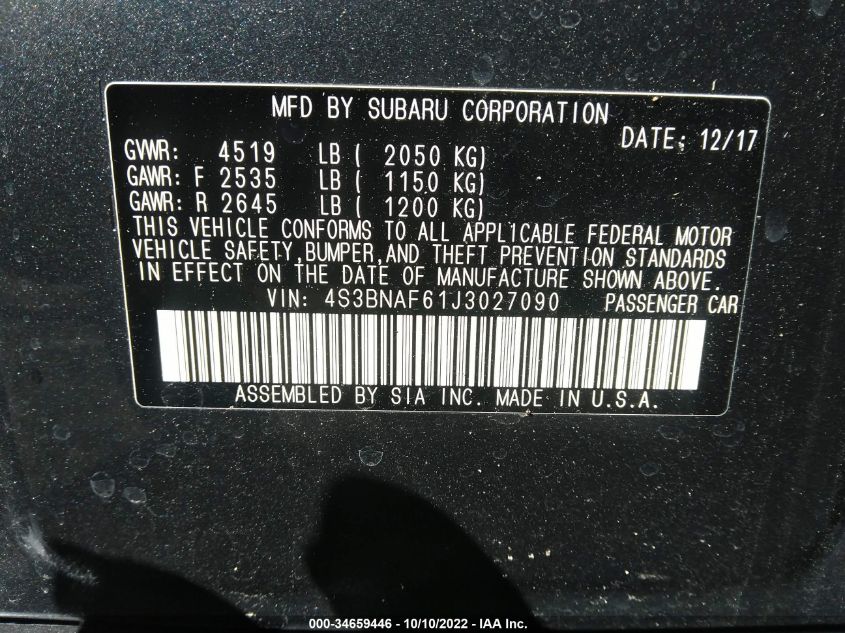 MFD BY SUBARU CORPORATION
DATE: 12/17
GVWR: 4519 LB ( 2050 KG)
GAWR: F 2535 LB ( 1150 KG)
GAWR: R 2645 LB ( 1200 KG)
THIS VEHICLE CONFORMS TO ALL APPLICABLE FEDERAL MOTOR
VEHICLE SAFETY, BUMPER, AND THEFT PREVENTION STANDARDS
IN EFFECT ON THE DATE OF MANUFACTURE SHOWN ABOVE.
VIN: 4S3BNAF61J3027090 PASSENGER CAR
ASSEMBLED BY SIA INC. MADE IN U.S.A.
000-34659446 - 10/10/2022 - IAA Inc.